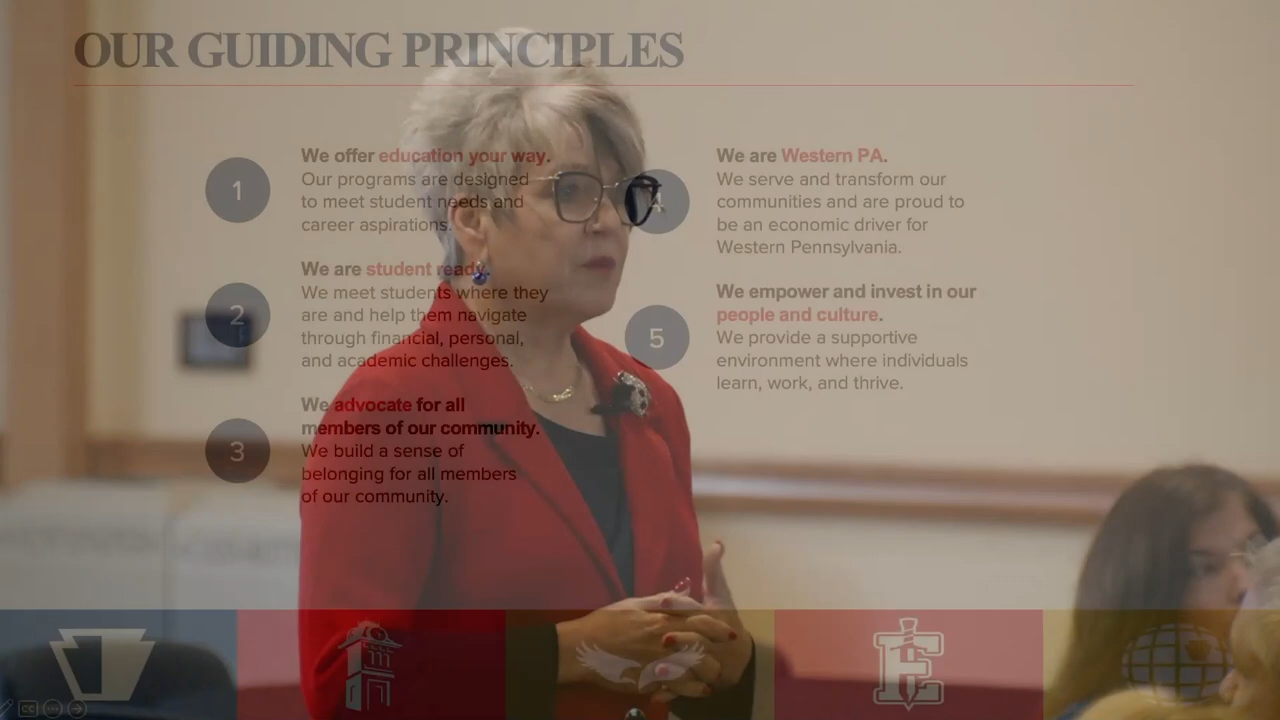 OUR GUIDING PRINCIPLES
1
We offer education your way.
Our programs are designed
to meet student needs and
career aspirations.
2
We are student ready.
We meet students where they
are and help them navigate
through financial, personal,
and academic challenges.
3
We advocate for all
members of our community.
We build a sense of
belonging for all members
of our community.
4
We are Western PA.
We serve and transform our
communities and are proud to
be an economic driver for
Western Pennsylvania.
5
We empower and invest in our
people and culture.
We provide a supportive
environment where individuals
learn, work, and thrive.
E
CC